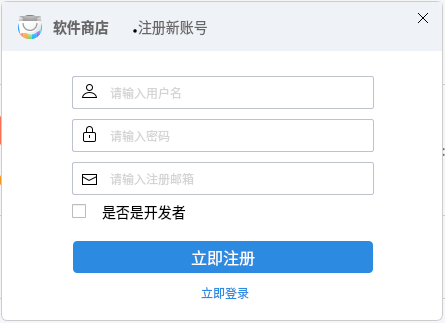 软件商店 •注册新账号
请输入用户名
请输入密码
请输入注册邮箱
是否是开发者
立即注册
立即登录